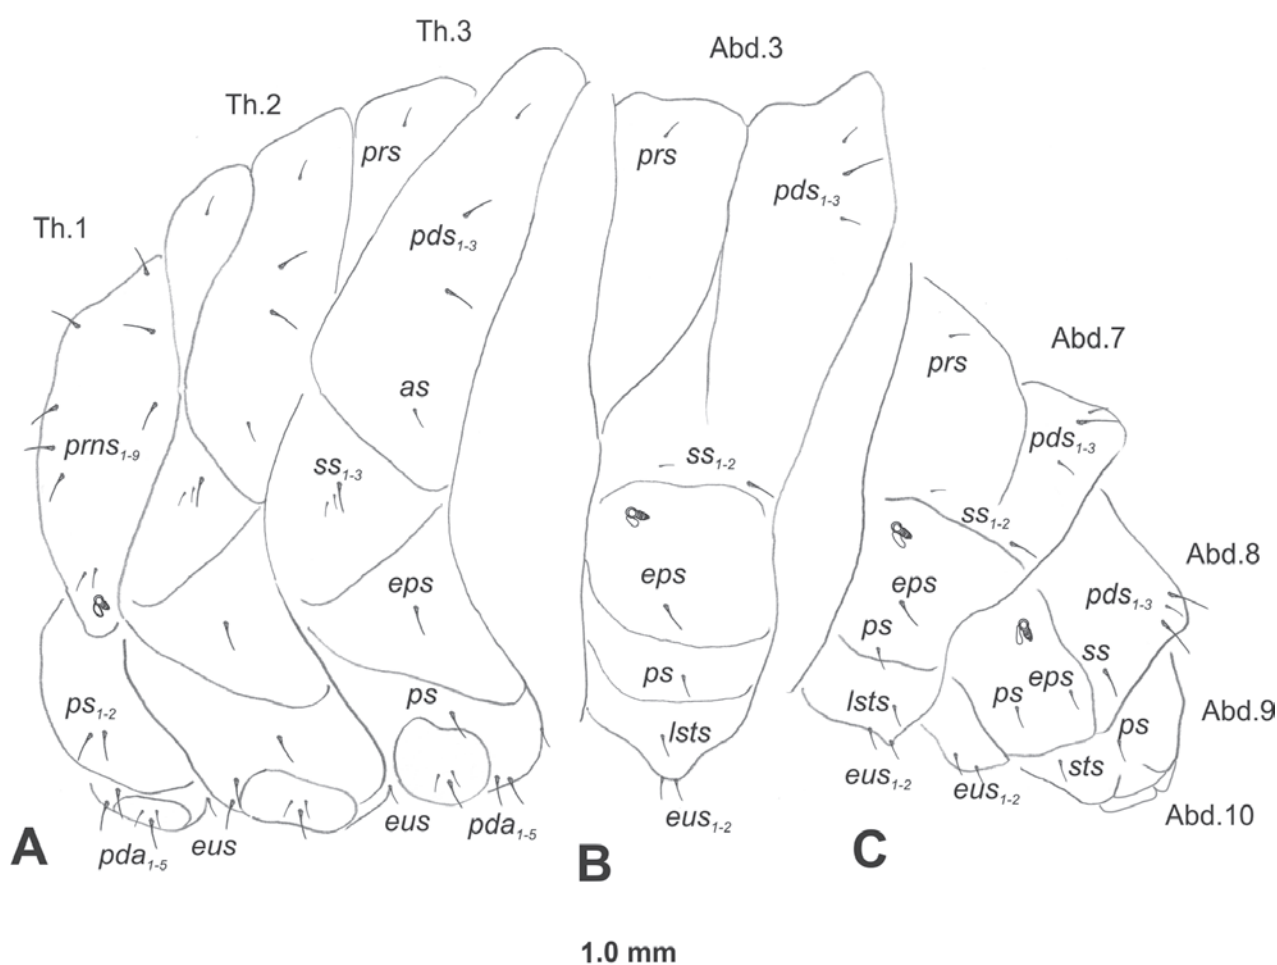 Th.3
Abd.3
Th.2
prs
prs
pds1-3
Th.1
pds1-3
Abd.7
prs
as
pds1-3
prns1-9
ss1-3
ss1-2
ss1-2
Abd.8
eps
eps
eps
pds1-3
ps
ss
ps
eps
ps
ps
ps1-2
lsts
lsts
Abd.9
ps
sts
eus1-2
eus1-2
Abd.10
eus
pda1-5
eus1-2
eus
pda1-5
A
B
C
1.0 mm